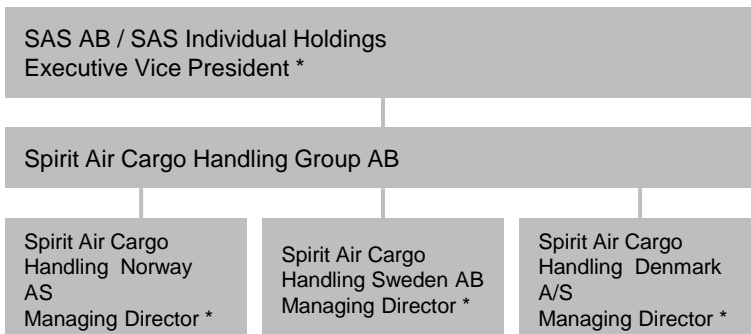 SAS AB / SAS Individual Holdings
Executive Vice President *
Spirit Air Cargo Handling Group AB
Spirit Air Cargo
Handling Norway
AS
Managing Director *
Spirit Air Cargo
Handling Sweden AB
Managing Director *
Spirit Air Cargo
Handling Denmark
A/S
Managing Director *